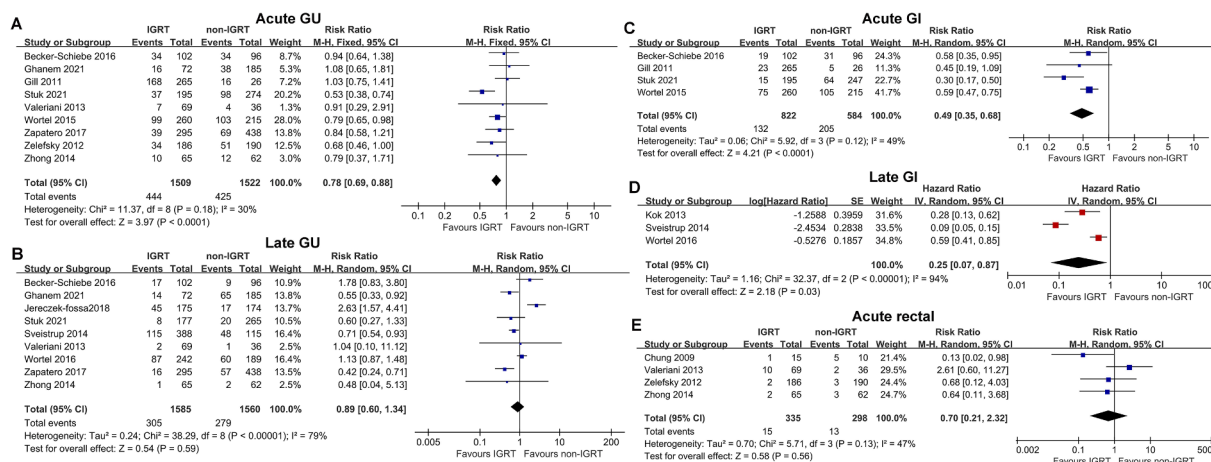 A
Acute GU
IGRT non-IGRT Risk Ratio Risk Ratio
Study or Subgroup Events Total Events Total Weight M-H. Fixed. 95% CI M-H. Fixed. 95% CI
Becker-Schiebe 2016 34 102 34 96 8.7% 0.94 [0.64, 1.38]
Ghanem 2021 16 72 38 185 5.3% 1.08 [0.65, 1.81]
Gill 2011 168 265 16 26 7.2% 1.03 [0.75, 1.41]
Stuk 2021 37 195 98 274 20.2% 0.53 [0.38, 0.74]
Valeriani 2013 7 69 4 36 1.3% 0.91 [0.29, 2.91]
Wortel 2015 99 260 103 215 27.9% 0.79 [0.65, 0.98]
Zapatero 2017 39 295 69 438 13.8% 0.84 [0.58, 1.21]
Zelefsky 2012 34 186 51 190 12.5% 0.68 [0.46, 1.00]
Zhong 2014 10 65 12 62 3.0% 0.79 [0.37, 1.71]
Total (95% CI) 1509 1522 100.0% 0.78 [0.69, 0.88]
Total events 444 425
Heterogeneity: Chi² = 11.37, df = 8 (P = 0.18); I² = 30%
Test for overall effect: Z = 3.97 (P < 0.0001)
0.1 0.2 0.5 1 2 5 10
Favours IGRT Favours non-IGRT
B
Late GU
IGRT non-IGRT Risk Ratio Risk Ratio
Study or Subgroup Events Total Events Total Weight M-H. Random, 95% CI M-H. Random, 95% CI
Becker-Schiebe 2016 17 102 9 96 10.8% 1.78 [0.83, 3.80]
Ghanem 2021 14 72 65 185 13.8% 0.55 [0.33, 0.92]
Jereczek-fossa2018 45 175 17 174 13.7% 2.63 [1.57, 4.41]
Stuk 2021 8 177 20 265 10.2% 0.60 [0.27, 1.33]
Sveistrup 2014 115 388 48 115 16.2% 0.71 [0.54, 0.93]
Valeriani 2013 2 69 1 36 2.4% 1.04 [0.10, 11.12]
Wortel 2016 87 242 60 189 16.4% 1.13 [0.87, 1.48]
Zapatero 2017 16 295 57 438 13.6% 0.42 [0.24, 0.71]
Zhong 2014 1 65 2 62 2.4% 0.48 [0.04, 5.13]
Total (95% CI) 1585 1560 100.0% 0.89 [0.60, 1.34]
Total events 305 279
Heterogeneity: Tau² = 0.24; Chi² = 38.29, df = 8 (P < 0.00001); I² = 79%
Test for overall effect: Z = 0.54 (P = 0.59)
0.005 0.1 1 10 200
Favours IGRT Favours non-IGRT
C
Acute GI
IGRT non-IGRT Risk Ratio Risk Ratio
Study or Subgroup Events Total Events Total Weight M-H. Random, 95% CI M-H. Random, 95% CI
Becker-Schiebe 2016 19 102 31 96 24.3% 0.58 [0.35, 0.95]
Gill 2011 23 265 5 26 11.0% 0.45 [0.19, 1.09]
Stuk 2021 15 195 64 247 23.0% 0.30 [0.17, 0.50]
Wortel 2015 75 260 105 215 41.7% 0.59 [0.47, 0.75]
Total (95% CI) 822 584 100.0% 0.49 [0.35, 0.68]
Total events 132 205
Heterogeneity: Tau² = 0.06; Chi² = 5.92, df = 3 (P = 0.12); I² = 49%
Test for overall effect: Z = 4.21 (P < 0.0001)
0.1 0.2 0.5 1 2 5 10
Favours IGRT Favours non-IGRT
D
Late GI
Hazard Ratio Hazard Ratio
Study or Subgroup log[Hazard Ratio] SE Weight IV, Random, 95% CI IV, Random, 95% CI
Kok 2013 -1.2588 0.3959 31.6% 0.28 [0.13, 0.62]
Sveistrup 2014 -2.4534 0.2838 33.5% 0.09 [0.05, 0.15]
Wortel 2016 -0.5276 0.1857 34.8% 0.59 [0.41, 0.85]
Total (95% CI) 100.0% 0.25 [0.07, 0.87]
Heterogeneity: Tau² = 1.16; Chi² = 32.37, df = 2 (P < 0.00001); I² = 94%
Test for overall effect: Z = 2.18 (P = 0.03)
0.01 0.1 1 10 100
Favours IGRT Favours non-IGRT
E
Acute rectal
IGRT non-IGRT Risk Ratio Risk Ratio
Study or Subgroup Events Total Events Total Weight M-H. Random, 95% CI M-H. Random, 95% CI
Chung 2009 1 15 5 10 21.4% 0.13 [0.02, 0.98]
Valeriani 2013 10 69 2 36 29.5% 2.61 [0.60, 11.27]
Zelefsky 2012 2 186 3 190 24.4% 0.68 [0.12, 4.03]
Zhong 2014 2 65 3 62 24.7% 0.64 [0.11, 3.68]
Total (95% CI) 335 298 100.0% 0.70 [0.21, 2.32]
Total events 15 13
Heterogeneity: Tau² = 0.70; Chi² = 5.71, df = 3 (P = 0.13); I² = 47%
Test for overall effect: Z = 0.58 (P = 0.56)
0.002 0.1 1 10 500
Favours IGRT Favours non-IGRT